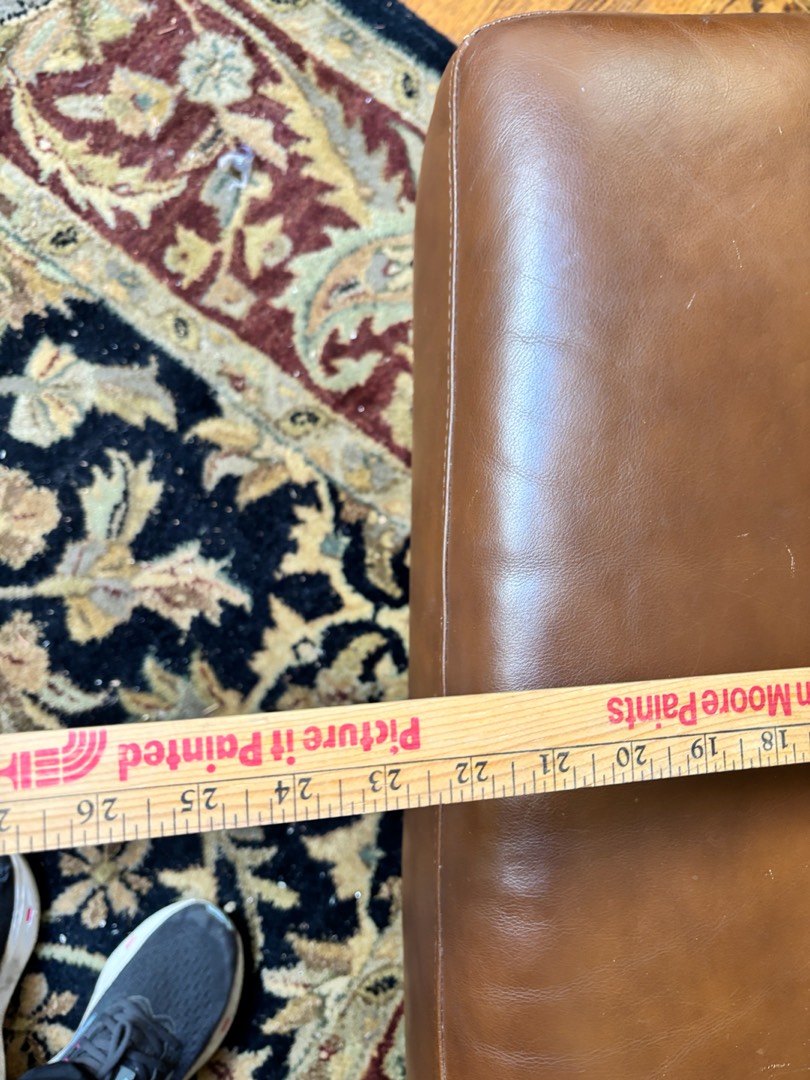 Picture it Painted
n Moore Paints
26 25 24 23 22 21 20 19 18